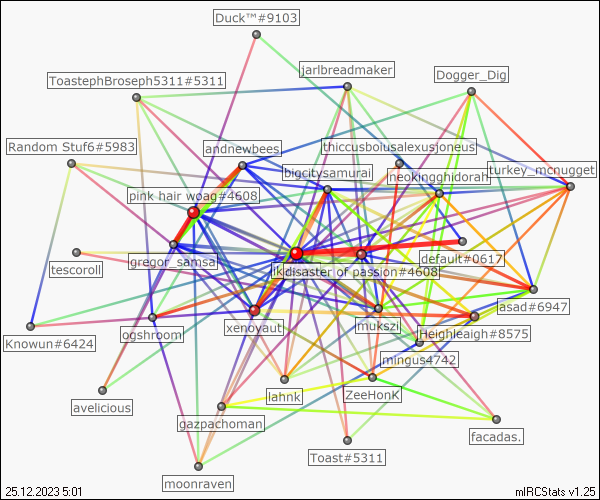 Duck™#9103
jarlbreadmaker
Dogger_Dig
ToastephBroseph5311#5311
Random Stuf6#5983
andnewbees
thiccusbolusalexusjoneus
bigcitysamurai
neokingghidorah
turkey_mcnugget
pink hair woag#4608
gregor_samsa
disaster of passion#4608
default#0617
tescoroll
asad#6947
Knowun#6424
ogshroom
xenoyaut
mukszi
Heighleaigh#8575
mingus4742
avelicious
lahnk
ZeeHonK
gazpachoman
facadas.
Toast#5311
moonraven
25.12.2023 5:01
mIRCStats v1.25